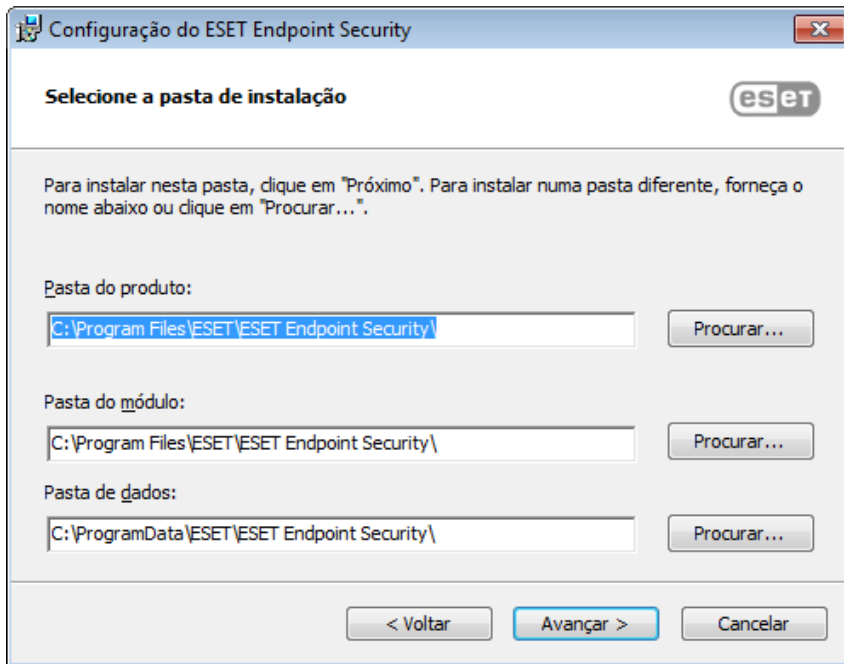 Configuração do ESET Endpoint Security
Selecione a pasta de instalação
eseT
Para instalar nesta pasta, clique em "Próximo". Para instalar numa pasta diferente, forneça o
nome abaixo ou clique em "Procurar...".
Pasta do produto:
C:\Program Files\ESET\ESET Endpoint Security\
Procurar...
Pasta do módulo:
C:\Program Files\ESET\ESET Endpoint Security\
Procurar...
Pasta de dados:
C:\ProgramData\ESET\ESET Endpoint Security\
Procurar...
< Voltar
Avançar >
Cancelar